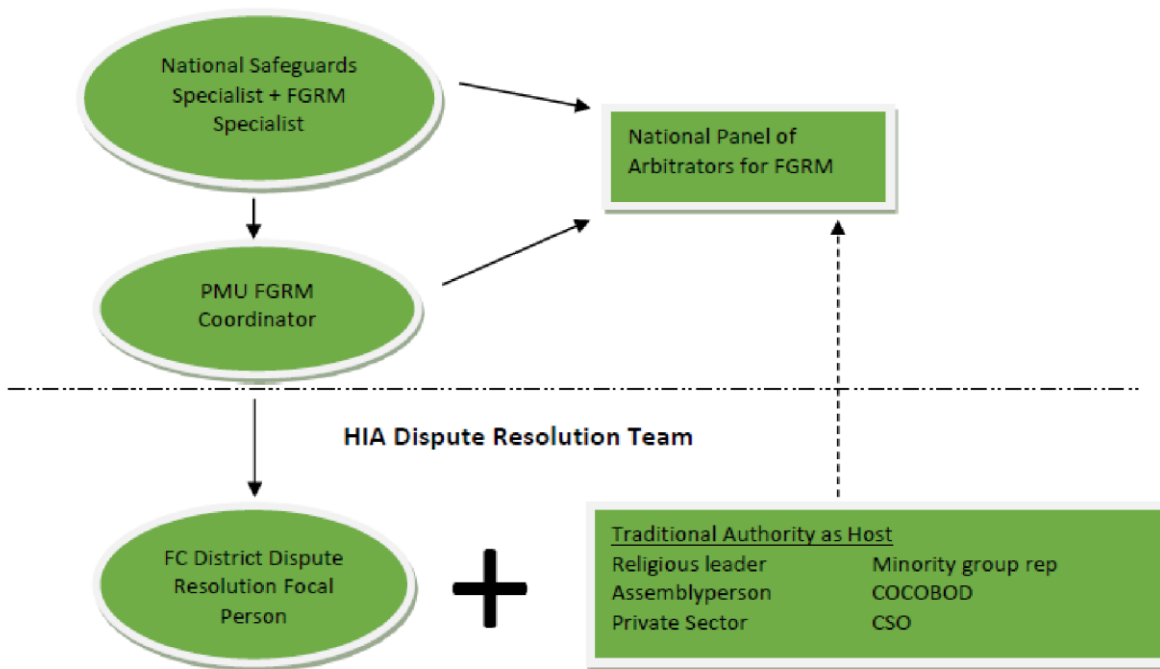 National Safeguards
Specialist + FGRM
Specialist
National Panel of
Arbitrators for FGRM
PMU FGRM
Coordinator
HIA Dispute Resolution Team
FC District Dispute
Resolution Focal
Person
Traditional Authority as Host
Religious leader Minority group rep
Assemblyperson COCOBOD
Private Sector CSO